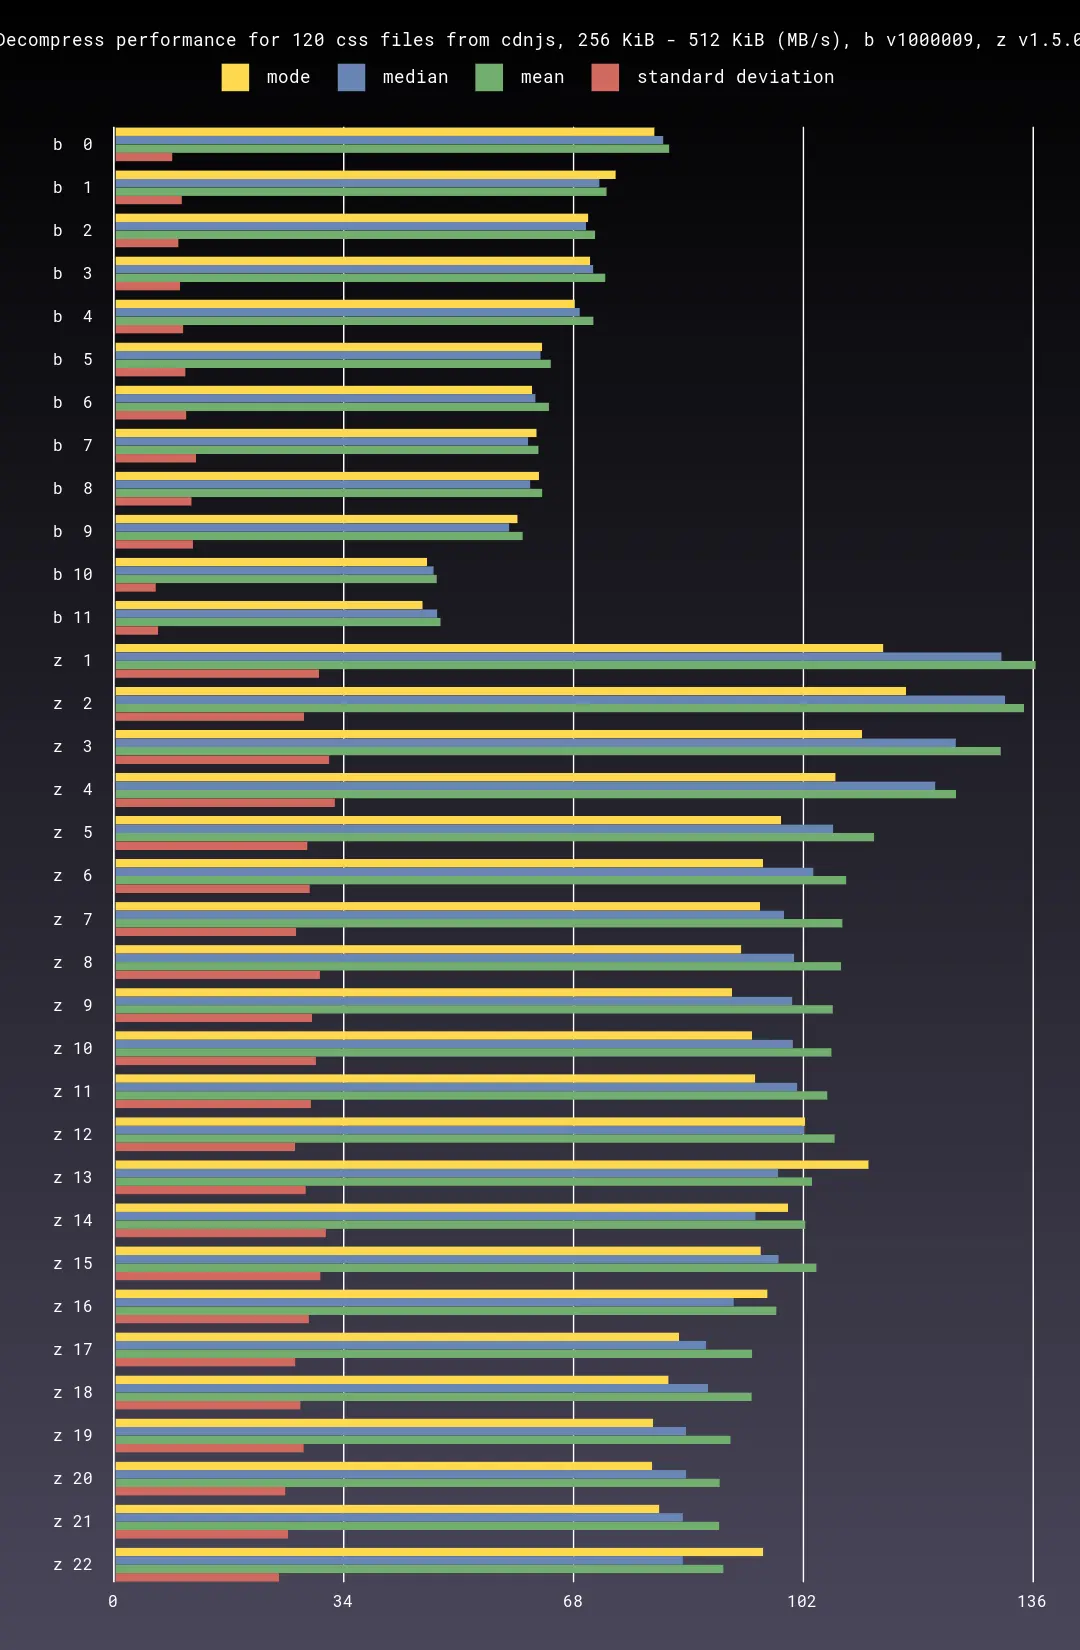 Decompress performance for 120 css files from cdnjs, 256 KiB - 512 KiB (MB/s), b v1000009, z v1.5.0
mode median mean standard deviation
b 0
b 1
b 2
b 3
b 4
b 5
b 6
b 7
b 8
b 9
b 10
b 11
z 1
z 2
z 3
z 4
z 5
z 6
z 7
z 8
z 9
z 10
z 11
z 12
z 13
z 14
z 15
z 16
z 17
z 18
z 19
z 20
z 21
z 22
0 34 68 102 136